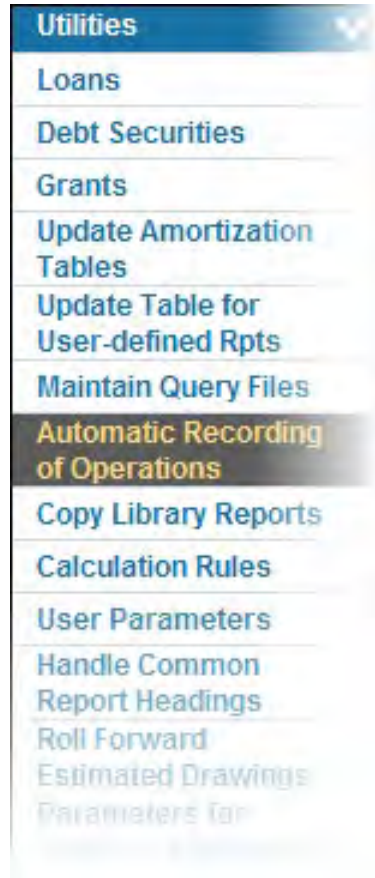 Utilities
Loans
Debt Securities
Grants
Update Amortization
Tables
Update Table for
User-defined Rpts
Maintain Query Files
Automatic Recording
of Operations
Copy Library Reports
Calculation Rules
User Parameters
Handle Common
Report Headings
Roll Forward
Estimated Drawings
Parameters for